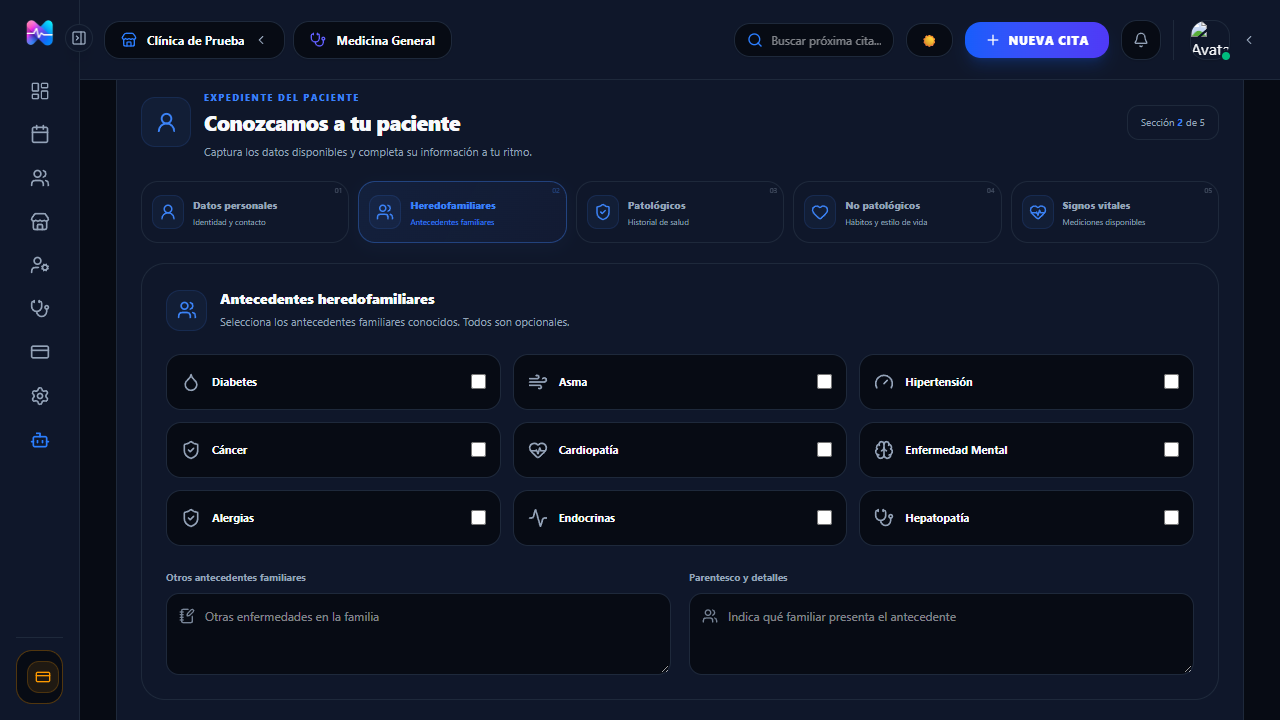 Clínica de Prueba
Medicina General
Buscar próxima cita...
NUEVA CITA
Avata
EXPEDIENTE DEL PACIENTE
Conozcamos a tu paciente
Captura los datos disponibles y completa su información a tu ritmo.
Sección 2 de 5
Datos personales
Identidad y contacto
01
Heredofamiliares
Antecedentes familiares
02
Patológicos
Historial de salud
03
No patológicos
Hábitos y estilo de vida
04
Signos vitales
Mediciones disponibles
05
Antecedentes heredofamiliares
Selecciona los antecedentes familiares conocidos. Todos son opcionales.
Diabetes
Asma
Hipertensión
Cáncer
Cardiopatía
Enfermedad Mental
Alergias
Endocrinas
Hepatopatía
Otros antecedentes familiares
Parentesco y detalles
Otras enfermedades en la familia
Indica qué familiar presenta el antecedente